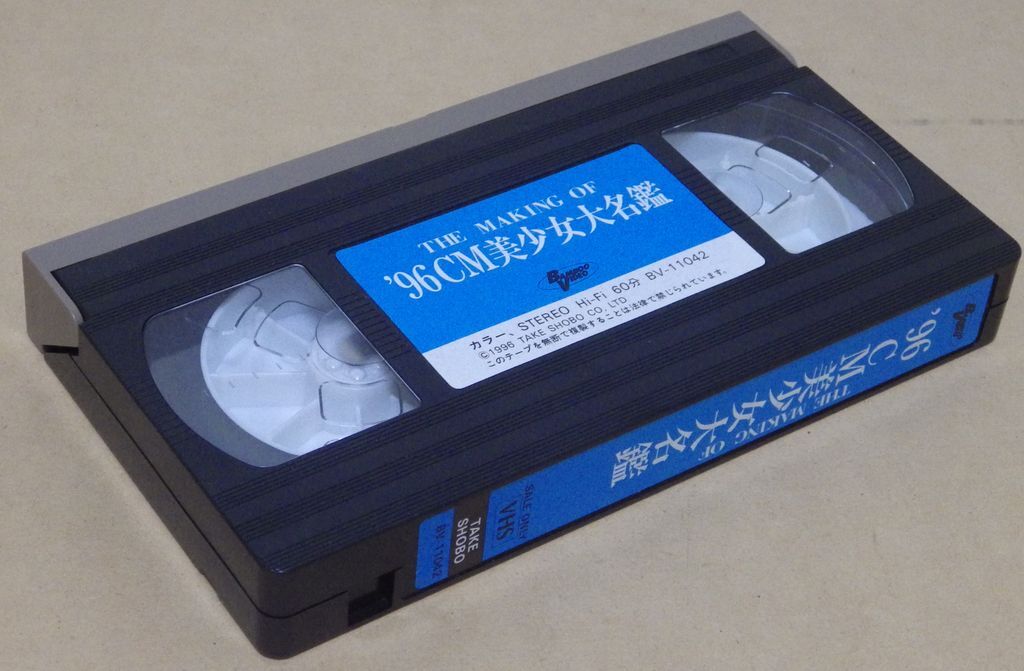 THE MAKING OF
'96CM美少女大名鑑
BAMBOO
VIDEO
カラー、STEREO Hi-Fi 60分 BV-11042
©1996 TAKE SHOBO CO., LTD
このテープを無断で複製することは法律で禁じられています。
THE MAKING OF
'96CM美少女大名鑑
SALE ONLY
VHS
TAKE
SHOBO
BV-11042